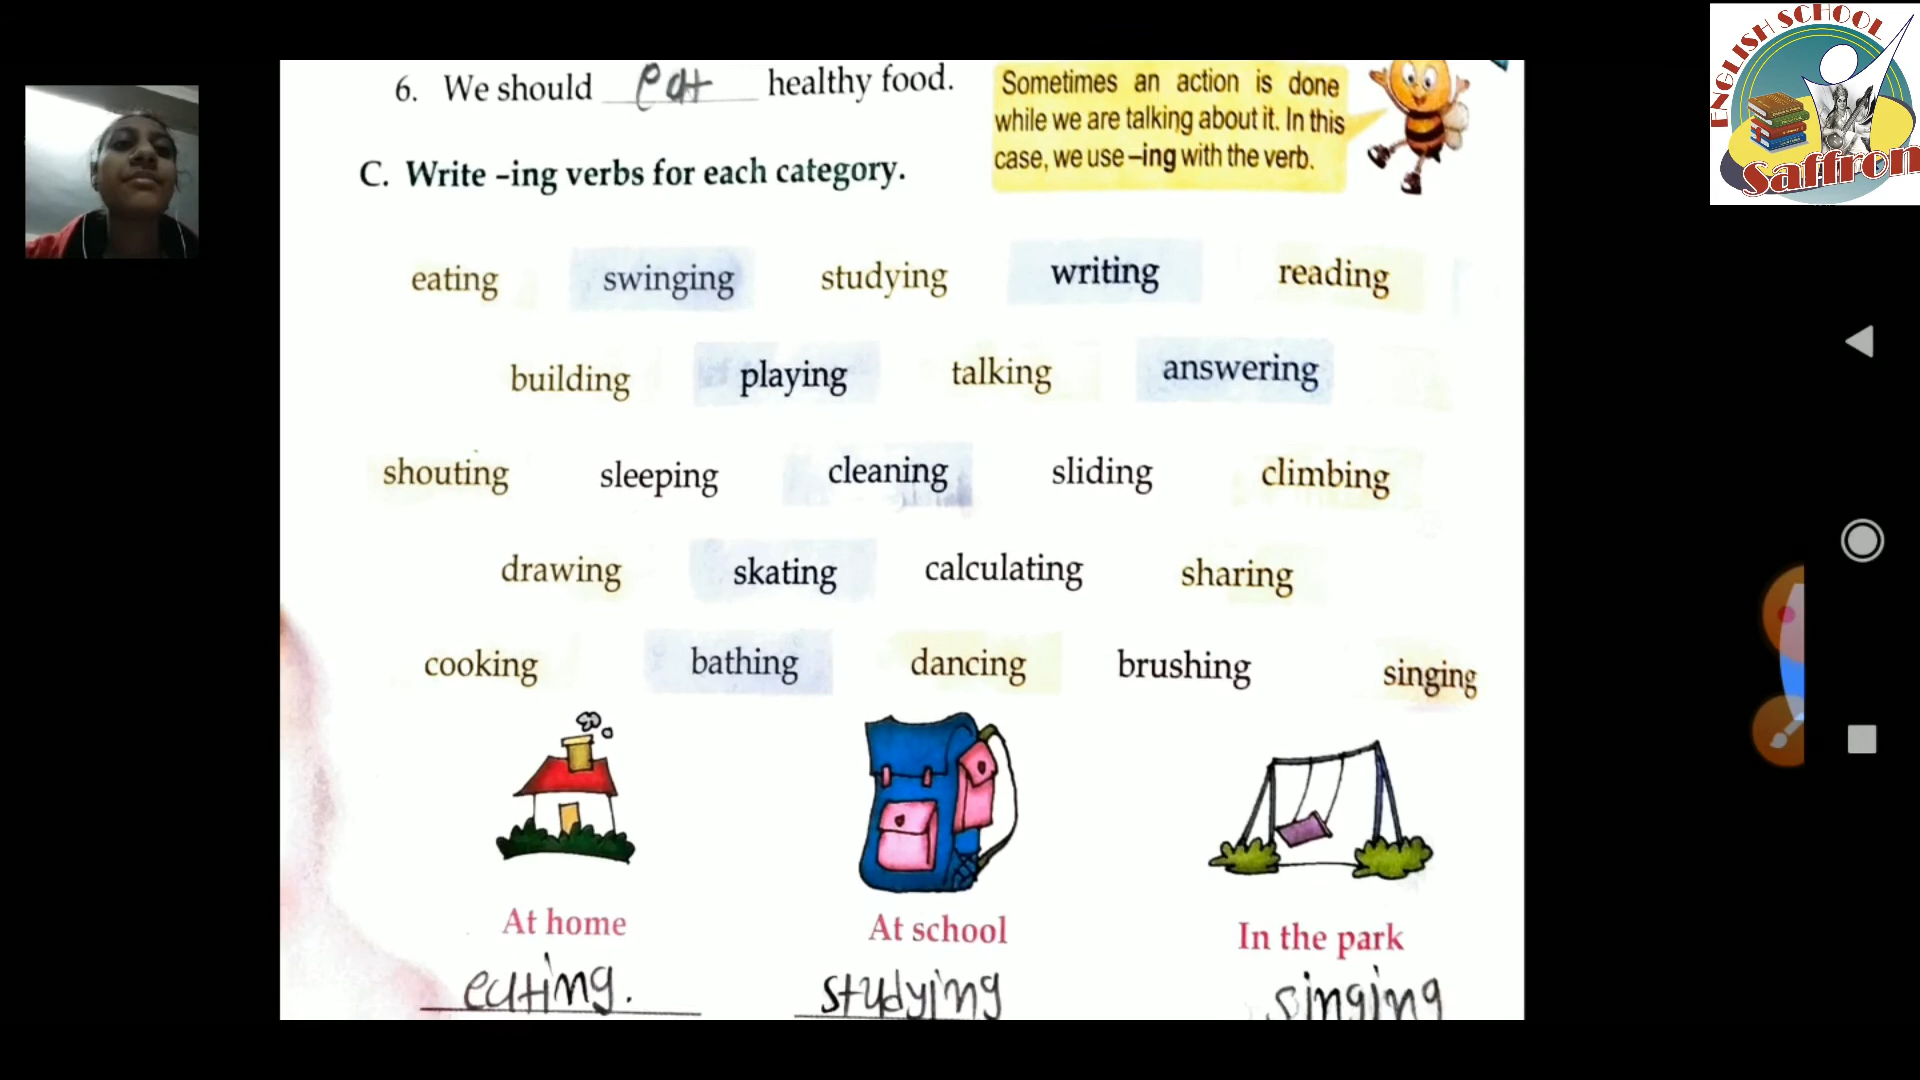 6. We should eat healthy food.
Sometimes an action is done
while we are talking about it. In this
case, we use –ing with the verb.
C. Write –ing verbs for each category.
eating swinging studying writing reading
building playing talking answering
shouting sleeping cleaning sliding climbing
drawing skating calculating sharing
cooking bathing dancing brushing singing
At home At school In the park
eating. studying singing
ENGLISH SCHOOL
Saffron